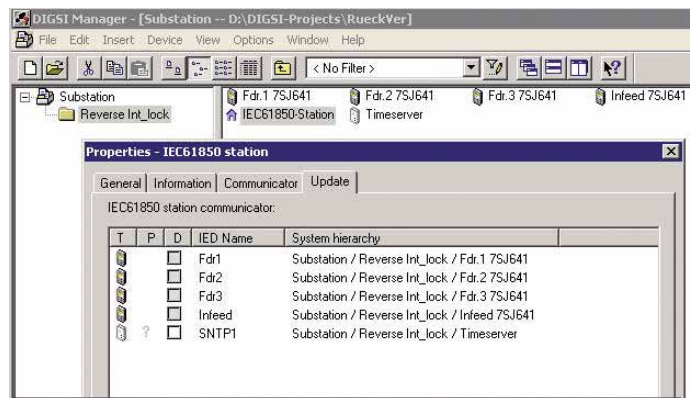 DIGSI Manager - [Substation -- D:\DIGSI-Projects\RueckVer]
File Edit Insert Device View Options Window Help
< No Filter >
Substation
Reverse Int_lock
Fdr.1 7SJ641 Fdr.2 7SJ641 Fdr.3 7SJ641 Infeed 7SJ641
IEC61850-Station Timeserver
Properties - IEC61850 station
General Information Communicator Update
IEC61850 station communicator:
T P D IED Name System hierarchy
Fdr1 Substation / Reverse Int_lock / Fdr.1 7SJ641
Fdr2 Substation / Reverse Int_lock / Fdr.2 7SJ641
Fdr3 Substation / Reverse Int_lock / Fdr.3 7SJ641
Infeed Substation / Reverse Int_lock / Infeed 7SJ641
? SNTP1 Substation / Reverse Int_lock / Timeserver